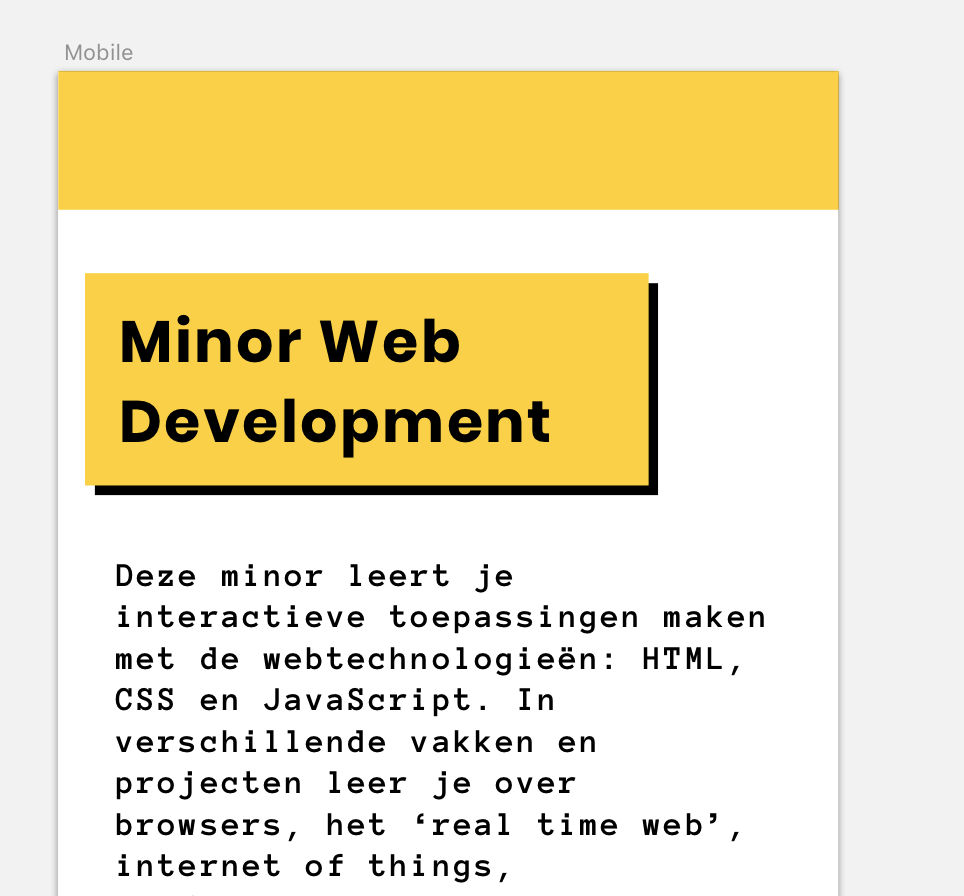 Mobile
Minor Web
Development
Deze minor leert je
interactieve toepassingen maken
met de webtechnologieën: HTML,
CSS en JavaScript. In
verschillende vakken en
projecten leer je over
browsers, het ‘real time web’,
internet of things,